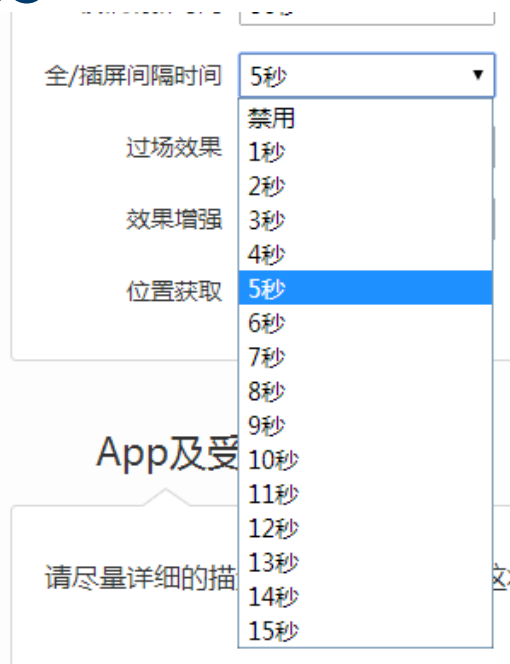 全/插屏间隔时间 5秒
禁用
过场效果 1秒
2秒
效果增强 3秒
4秒
位置获取 5秒
6秒
7秒
8秒
9秒
App及受 10秒
11秒
12秒
请尽量详细的描 13秒
14秒
15秒